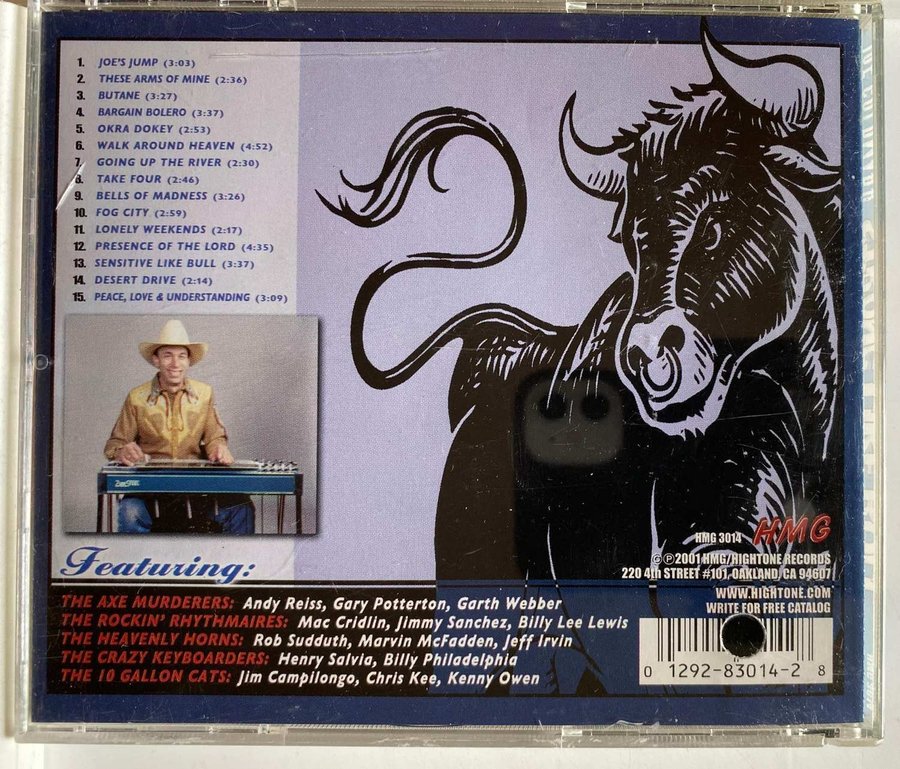 1. JOE'S JUMP (3:03)
2. THESE ARMS OF MINE (2:36)
3. BUTANE (3:27)
4. BARGAIN BOLERO (3:37)
5. OKRA DOKEY (2:53)
6. WALK AROUND HEAVEN (4:52)
7. GOING UP THE RIVER (2:30)
8. TAKE FOUR (2:46)
9. BELLS OF MADNESS (3:26)
10. FOG CITY (2:59)
11. LONELY WEEKENDS (2:17)
12. PRESENCE OF THE LORD (4:35)
13. SENSITIVE LIKE BULL (3:37)
14. DESERT DRIVE (2:14)
15. PEACE, LOVE & UNDERSTANDING (3:09)
Featuring:
THE AXE MURDERERS: Andy Reiss, Gary Potterton, Garth Webber
THE ROCKIN' RHYTHMAIRES: Mac Cridlin, Jimmy Sanchez, Billy Lee Lewis
THE HEAVENLY HORNS: Rob Sudduth, Marvin McFadden, Jeff Irvin
THE CRAZY KEYBOARDERS: Henry Salvia, Billy Philadelphia
THE 10 GALLON CATS: Jim Campilongo, Chris Kee, Kenny Owen
HMG 3014 HMG
©℗2001 HMG/HIGHTONE RECORDS
220 4th STREET #101, OAKLAND, CA 94607
WWW.HIGHTONE.COM
WRITE FOR FREE CATALOG
0 12928-83014-2 8